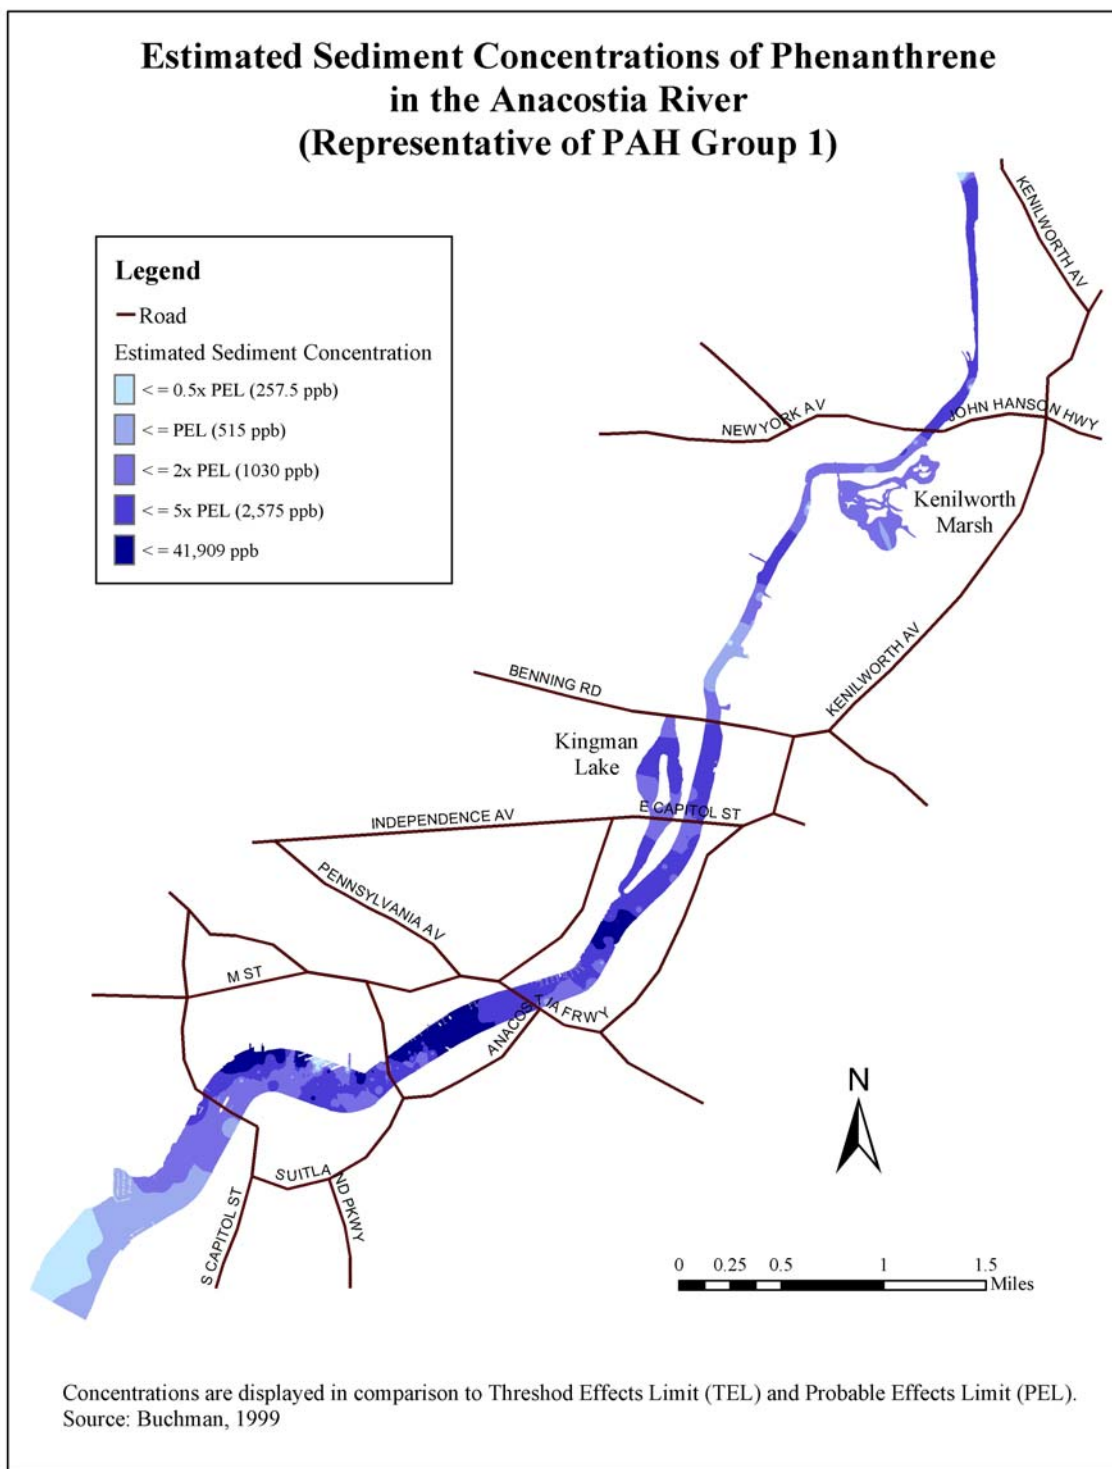 Estimated Sediment Concentrations of Phenanthrene
in the Anacostia River
(Representative of PAH Group 1)
KENILWORTH AV
Legend
Road
Estimated Sediment Concentration
< = 0.5x PEL (257.5 ppb)
< = PEL (515 ppb)
< = 2x PEL (1030 ppb)
< = 5x PEL (2,575 ppb)
< = 41,909 ppb
NEW YORK AV
JOHN HANSON HWY
Kenilworth
Marsh
KENILWORTH AV
BENNING RD
Kingman
Lake
E CAPITOL ST
INDEPENDENCE AV
PENNSYLVANIA AV
M ST
ANACOSTIA FRWY
N
SUITLAND PKWY
S CAPITOL ST
0 0.25 0.5 1 1.5
Miles
Concentrations are displayed in comparison to Threshod Effects Limit (TEL) and Probable Effects Limit (PEL).
Source: Buchman, 1999